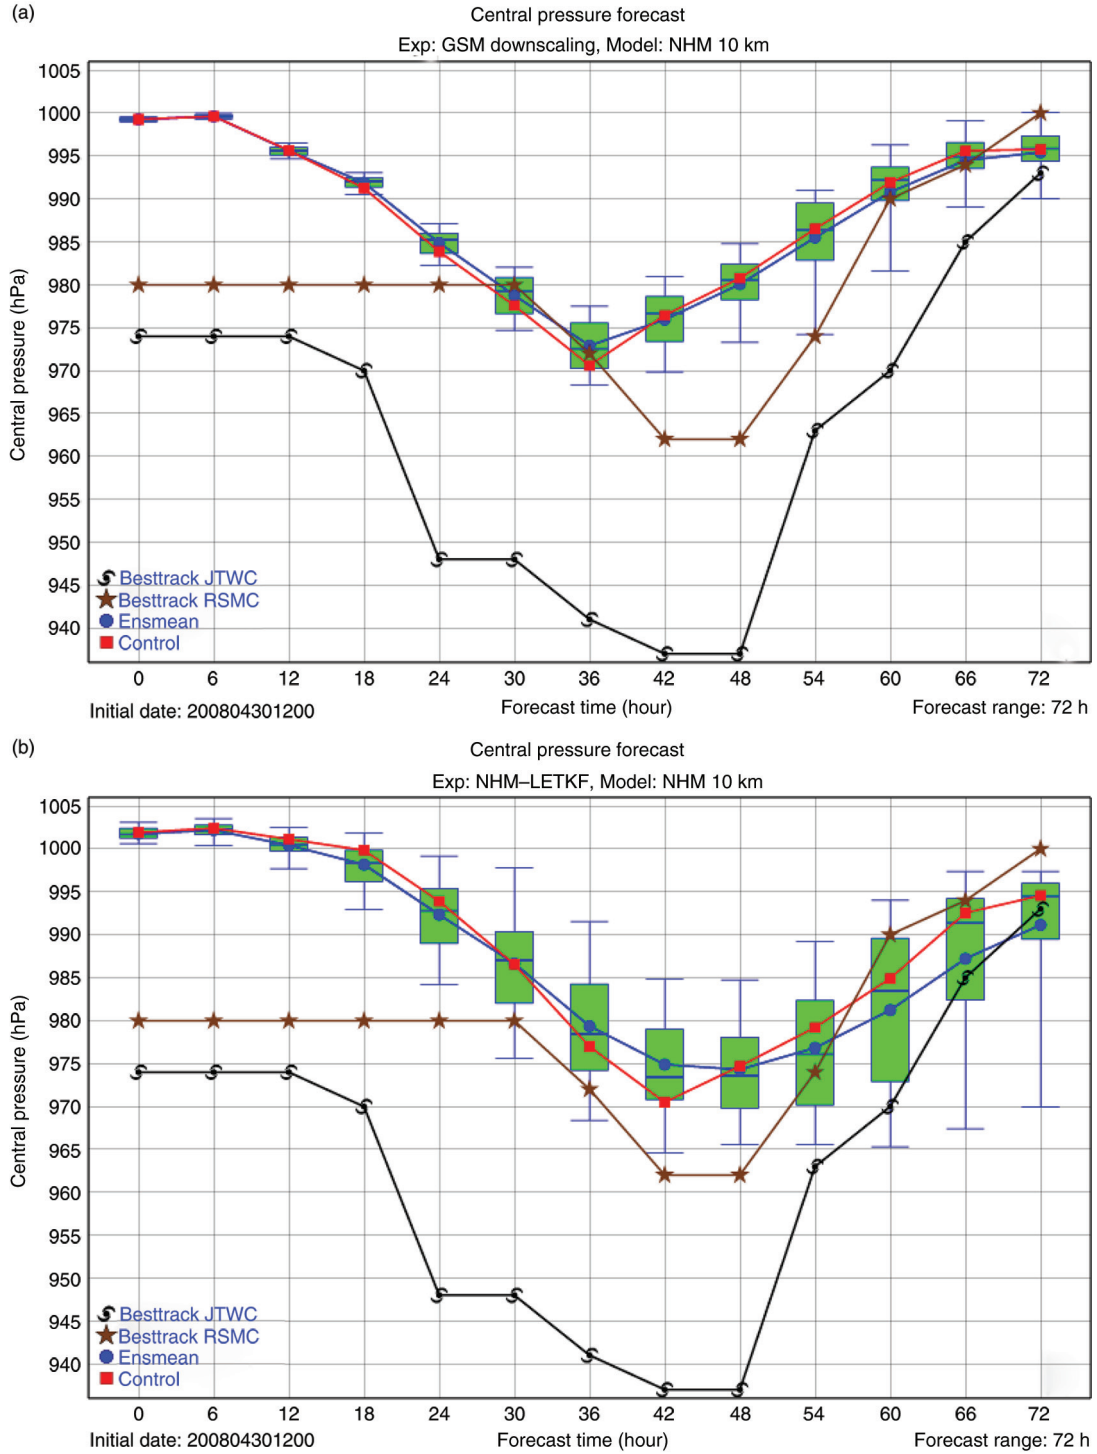 (a)
Central pressure forecast
Exp: GSM downscaling, Model: NHM 10 km
1005
1000
995
990
985
980
975
970
965
960
955
950
945
940
Central pressure (hPa)
Besttrack JTWC
Besttrack RSMC
Ensmean
Control
0 6 12 18 24 30 36 42 48 54 60 66 72
Initial date: 200804301200 Forecast time (hour) Forecast range: 72 h
(b)
Central pressure forecast
Exp: NHM–LETKF, Model: NHM 10 km
1005
1000
995
990
985
980
975
970
965
960
955
950
945
940
Central pressure (hPa)
Besttrack JTWC
Besttrack RSMC
Ensmean
Control
0 6 12 18 24 30 36 42 48 54 60 66 72
Initial date: 200804301200 Forecast time (hour) Forecast range: 72 h